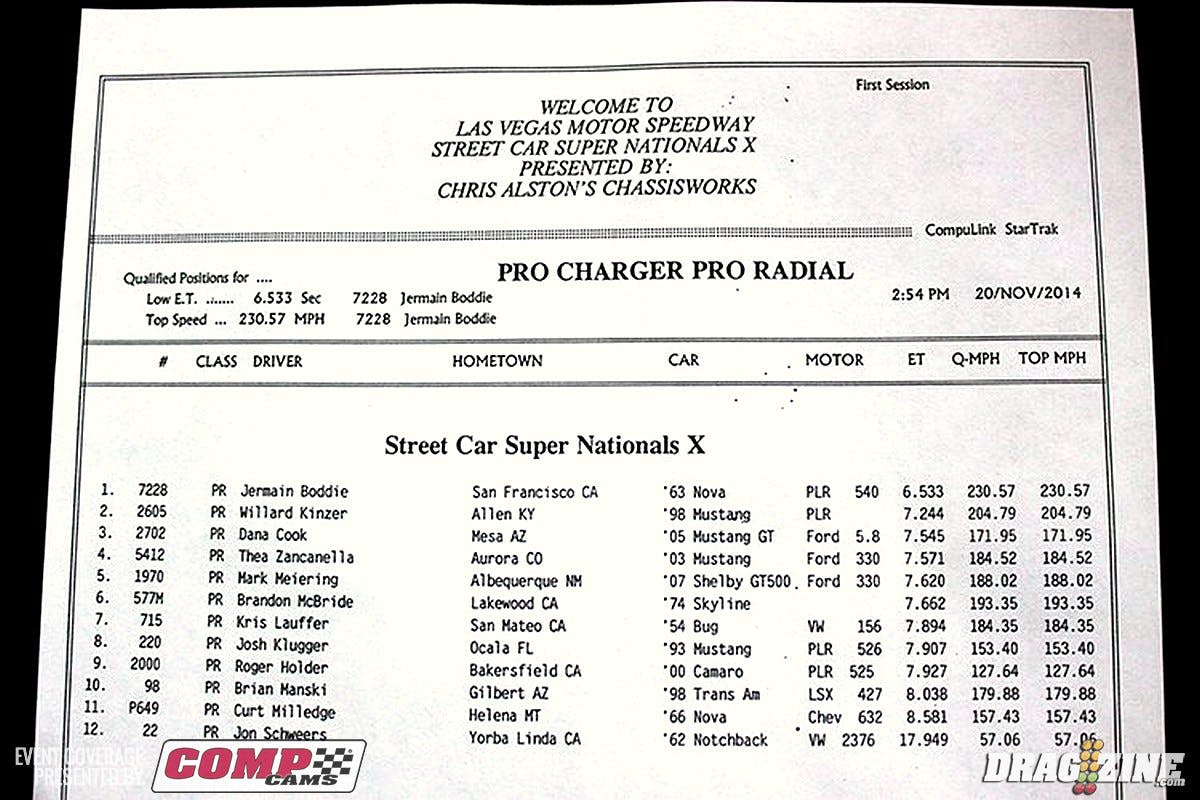 First Session
WELCOME TO
LAS VEGAS MOTOR SPEEDWAY
STREET CAR SUPER NATIONALS X
PRESENTED BY:
CHRIS ALSTON'S CHASSISWORKS
CompuLink StarTrak
Qualified Positions for .... PRO CHARGER PRO RADIAL
Low E.T. ...... 6.533 Sec 7228 Jermain Boddie 2:54 PM 20/NOV/2014
Top Speed ... 230.57 MPH 7228 Jermain Boddie
# CLASS DRIVER HOMETOWN CAR MOTOR ET Q-MPH TOP MPH
Street Car Super Nationals X
1. 7228 PR Jermain Boddie San Francisco CA '63 Nova PLR 540 6.533 230.57 230.57
2. 2605 PR Willard Kinzer Allen KY '98 Mustang PLR 7.244 204.79 204.79
3. 2702 PR Dana Cook Mesa AZ '05 Mustang GT Ford 5.8 7.545 171.95 171.95
4. 5412 PR Thea Zancanella Aurora CO '03 Mustang Ford 330 7.571 184.52 184.52
5. 1970 PR Mark Meiering Albequerque NM '07 Shelby GT500 Ford 330 7.620 188.02 188.02
6. 577M PR Brandon McBride Lakewood CA '74 Skyline 7.662 193.35 193.35
7. 715 PR Kris Lauffer San Mateo CA '54 Bug VW 156 7.894 184.35 184.35
8. 220 PR Josh Klugger Ocala FL '93 Mustang PLR 526 7.907 153.40 153.40
9. 2000 PR Roger Holder Bakersfield CA '00 Camaro PLR 525 7.927 127.64 127.64
10. 98 PR Brian Manski Gilbert AZ '98 Trans Am LSX 427 8.038 179.88 179.88
11. P649 PR Curt Milledge Helena MT '66 Nova Chev 632 8.581 157.43 157.43
12. 22 PR Jon Schweers Yorba Linda CA '62 Notchback VW 2376 17.949 57.06 57.06
EVENT COVERAGE
PRESENTED BY
COMP
CAMS
DRAGZINE
.com